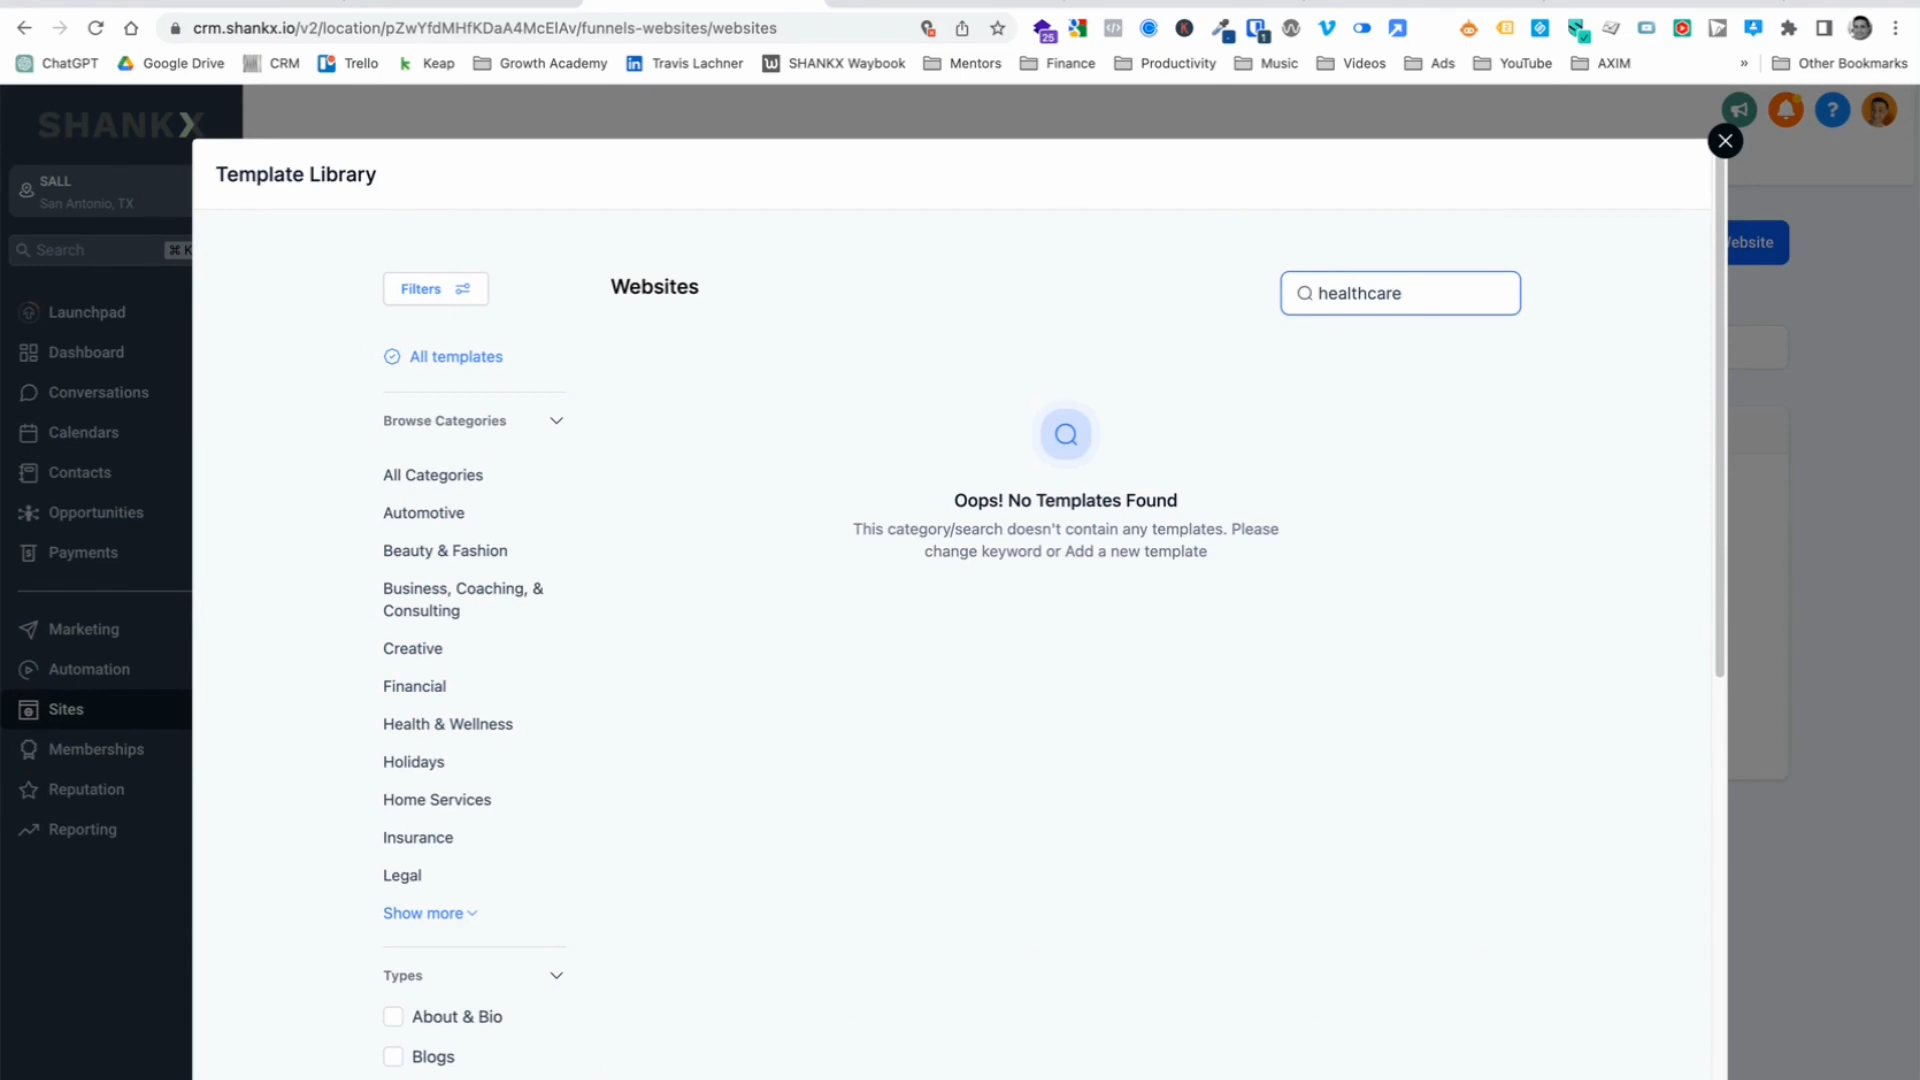 crm.shankx.io/v2/location/pZwYfdMHfKDaA4McEIAv/funnels-websites/websites
25
1
ChatGPT
Google Drive
CRM
Trello
Keap
Growth Academy
Travis Lachner
SHANKX Waybook
Mentors
Finance
Productivity
Music
Videos
Ads
YouTube
AXIM
»
Other Bookmarks
SHANKX
SALL
San Antonio, TX
Search
⌘ K
Launchpad
Dashboard
Conversations
Calendars
Contacts
Opportunities
Payments
Marketing
Automation
Sites
Memberships
Reputation
Reporting
Template Library
Filters
Websites
healthcare
All templates
Browse Categories
All Categories
Automotive
Beauty & Fashion
Business, Coaching, &
Consulting
Creative
Financial
Health & Wellness
Holidays
Home Services
Insurance
Legal
Show more
Types
About & Bio
Blogs
Oops! No Templates Found
This category/search doesn't contain any templates. Please
change keyword or Add a new template